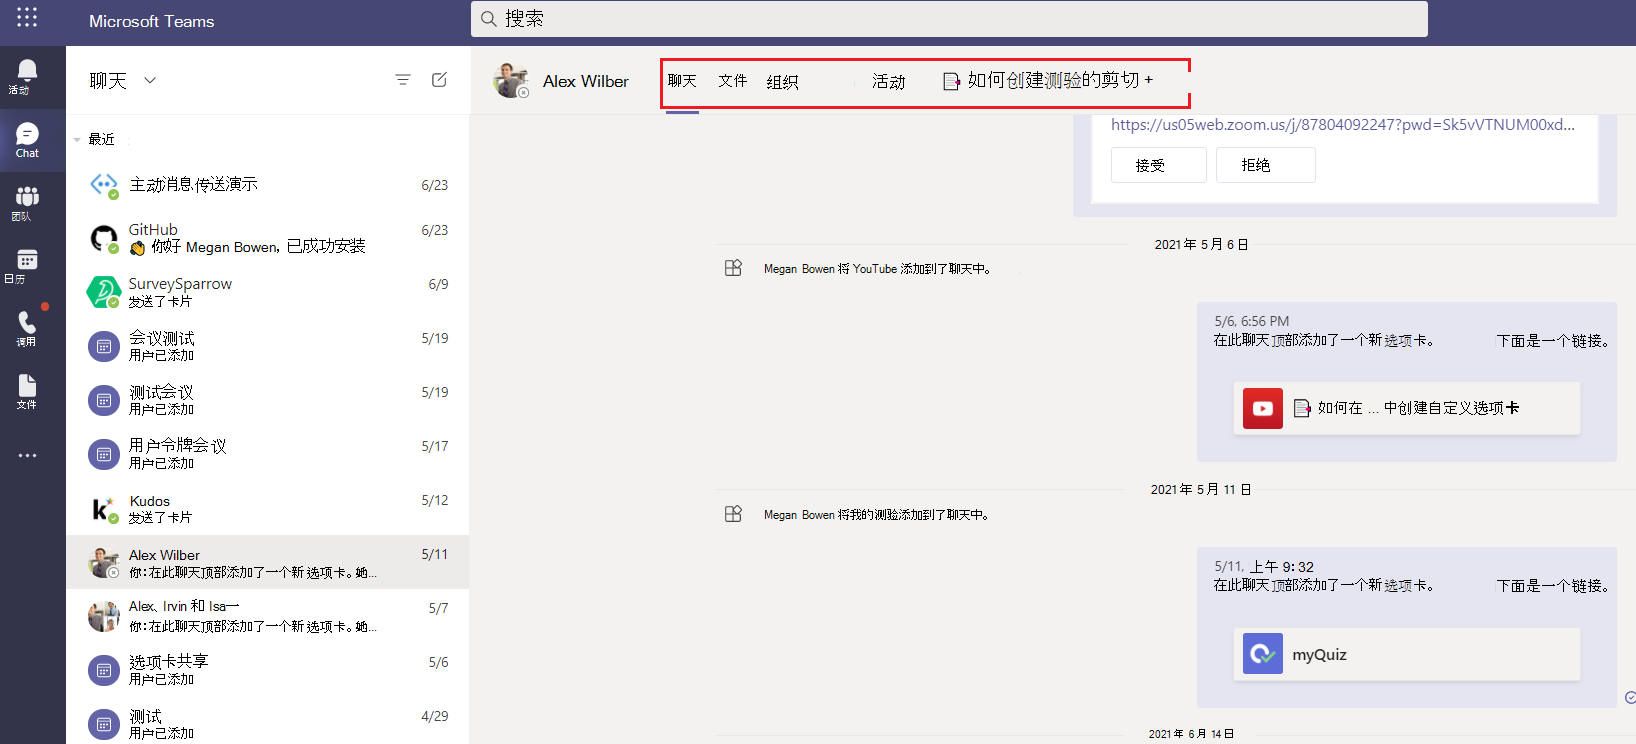 Microsoft Teams
搜索
活动
Chat
团队
日历
调用
文件
聊天
最近
主动消息传送演示 6/23
GitHub 6/23
👏 你好 Megan Bowen，已成功安装
SurveySparrow 6/9
发送了卡片
会议测试 5/19
用户已添加
测试会议 5/19
用户已添加
用户令牌会议 5/17
用户已添加
Kudos 5/12
发送了卡片
Alex Wilber 5/11
你：在此聊天顶部添加了一个新选项卡。她...
Alex、Irvin 和 Isa一 5/7
你：在此聊天顶部添加了一个新选项卡。她...
选项卡共享 5/6
用户已添加
测试 4/29
用户已添加
Alex Wilber 聊天 文件 组织 活动 如何创建测验的剪切 +
https://us05web.zoom.us/j/87804092247?pwd=Sk5vVTNUM00xd...
接受 拒绝
2021 年 5 月 6 日
Megan Bowen 将 YouTube 添加到了聊天中。
5/6, 6:56 PM
在此聊天顶部添加了一个新选项卡。 下面是一个链接。
如何在 ... 中创建自定义选项卡
2021 年 5 月 11 日
Megan Bowen 将我的测验添加到了聊天中。
5/11, 上午 9:32
在此聊天顶部添加了一个新选项卡。 下面是一个链接。
myQuiz
2021 年 6 月 14 日